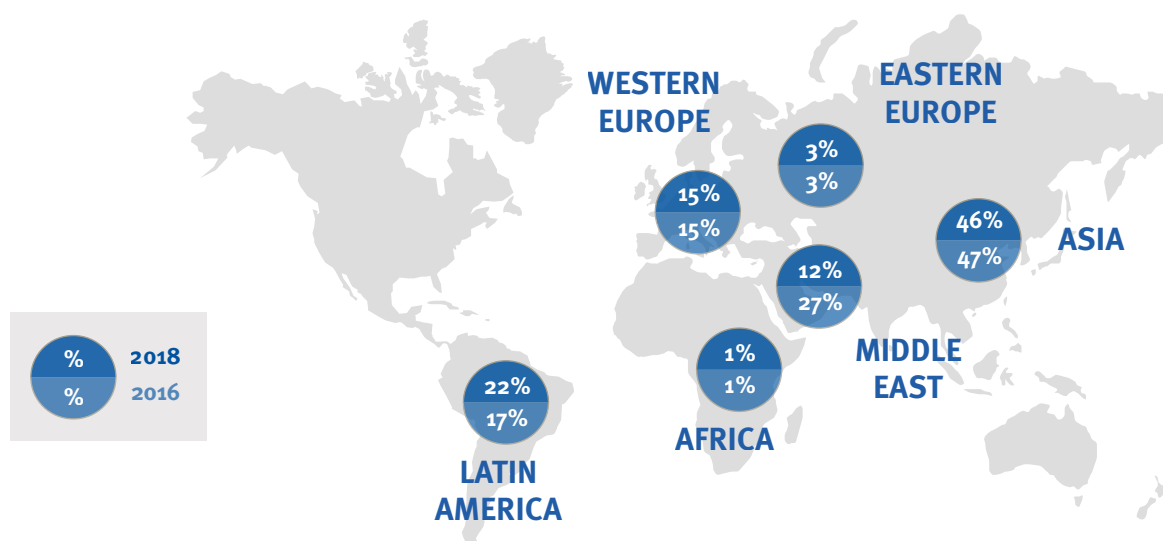 WESTERN
EUROPE
15%
15%
EASTERN
EUROPE
3%
3%
46%
47%
ASIA
12%
27%
MIDDLE
EAST
1%
1%
AFRICA
22%
17%
LATIN
AMERICA
% 2018
% 2016